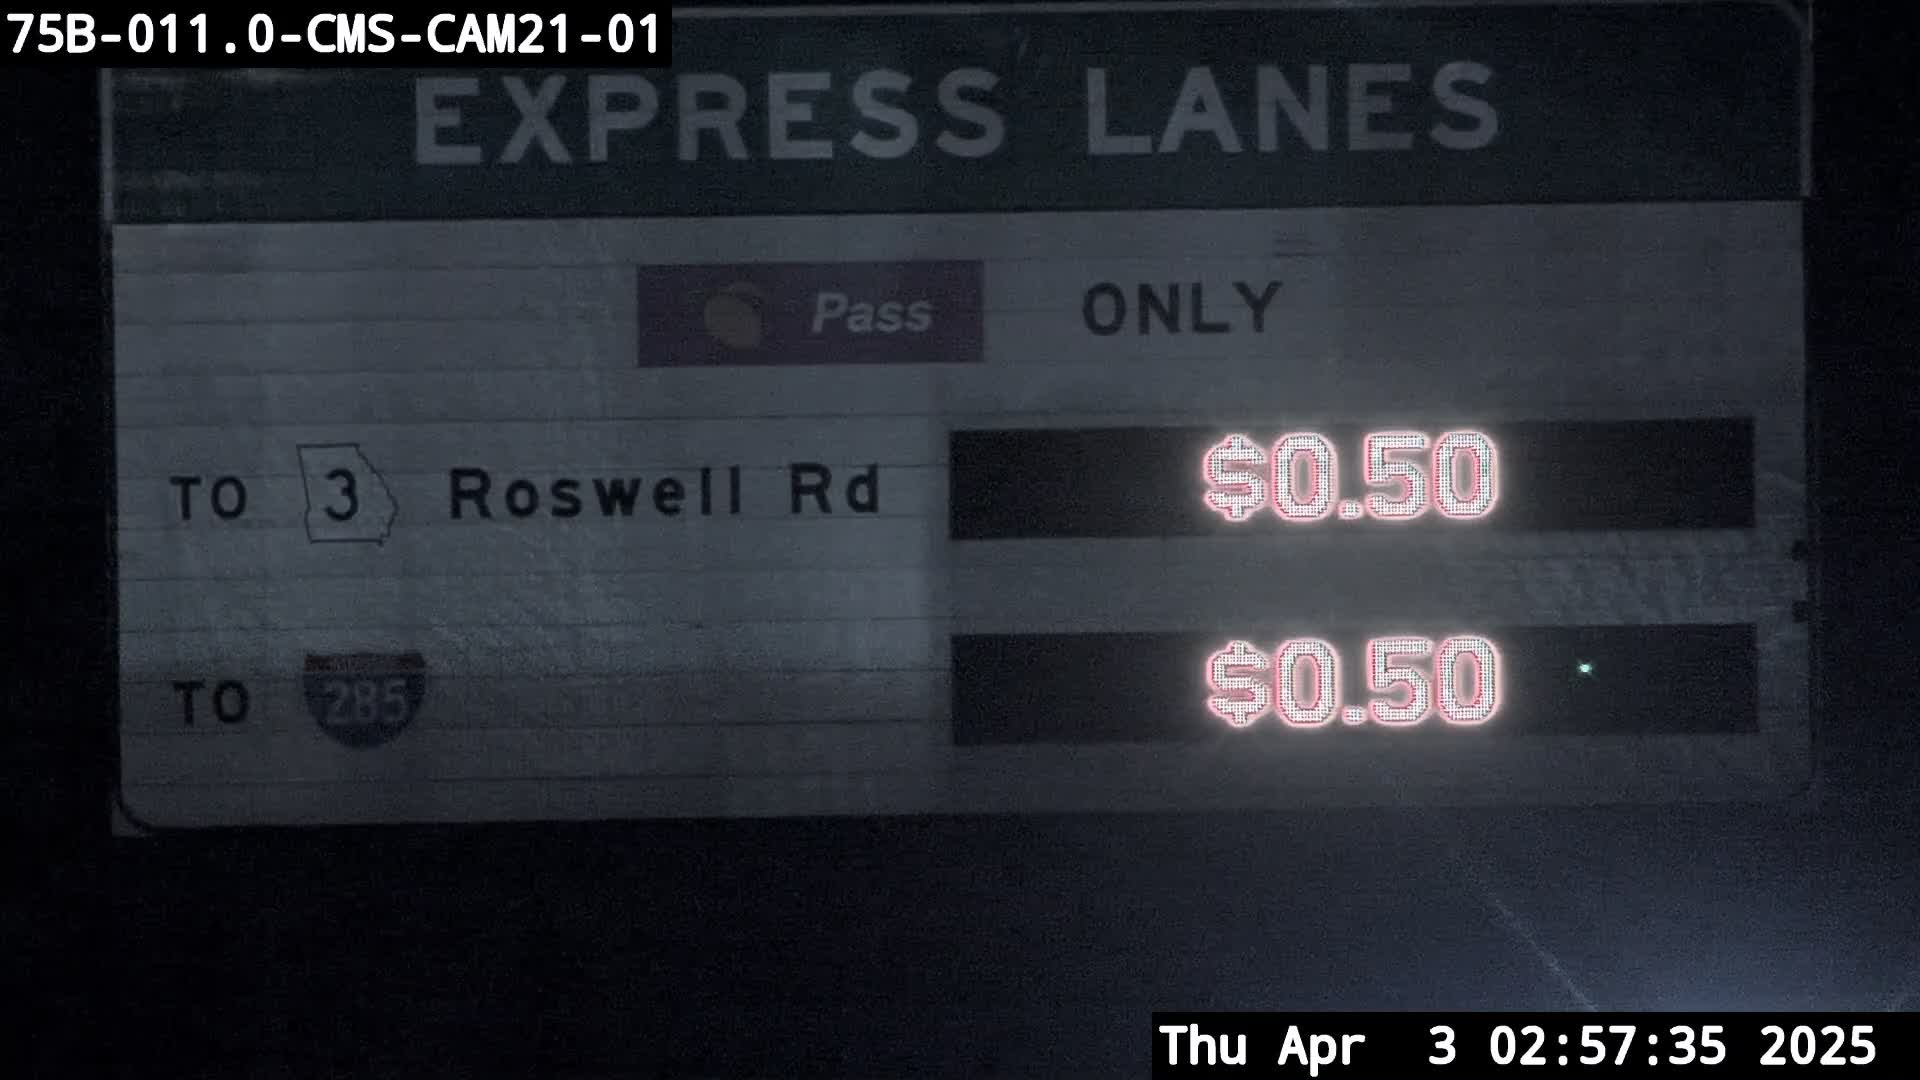 75B-011.0-CMS-CAM21-01
EXPRESS LANES
Pass ONLY
TO 3 Roswell Rd $0.50
TO 285 $0.50
Thu Apr 3 02:57:35 2025